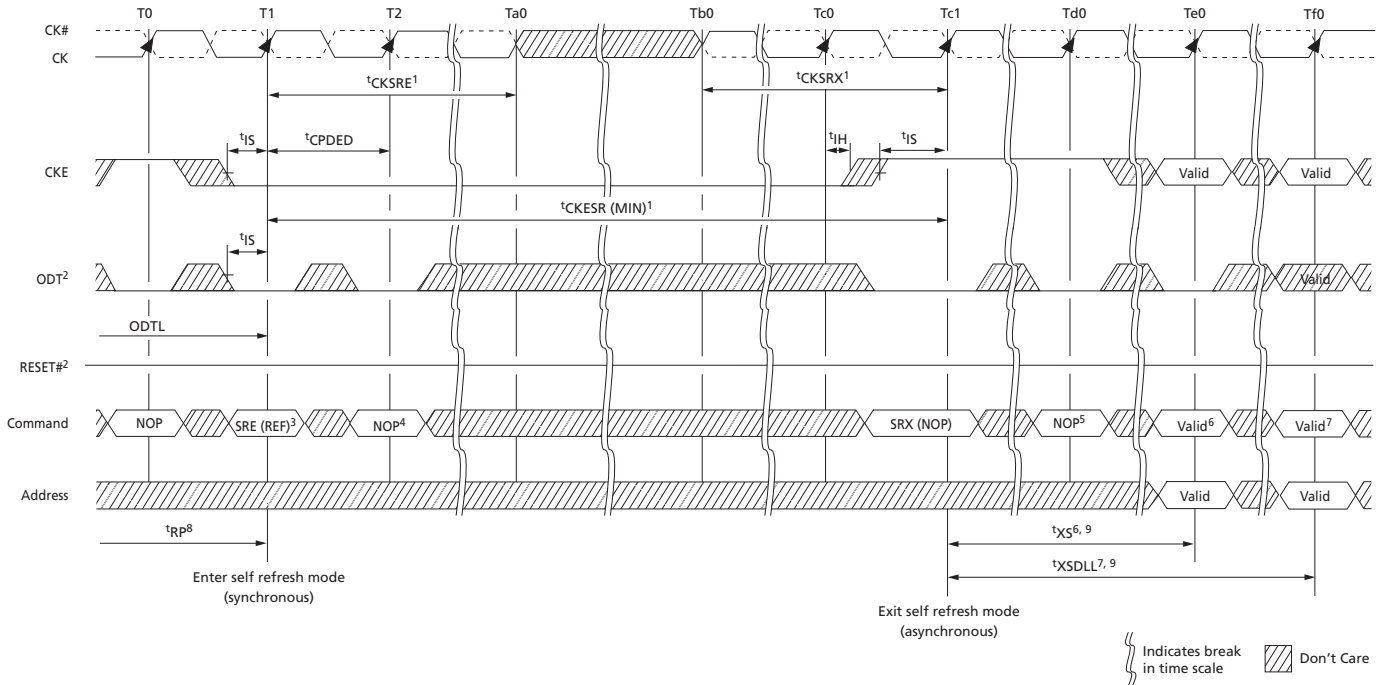 T0 T1 T2 Ta0 Tb0 Tc0 Tc1 Td0 Te0 Tf0
CK#
CK
tCKSRE1 tCKSRX1
tIS tCPDED tIH tIS
CKE Valid Valid
tCKESR (MIN)1
tIS
ODT2 Valid
ODTL
RESET#2
Command NOP SRE (REF)3 NOP4 SRX (NOP) NOP5 Valid6 Valid7
Address Valid Valid
tRP8 tXS6, 9
tXSDLL7, 9
Enter self refresh mode
(synchronous)
Exit self refresh mode
(asynchronous)
Indicates break
in time scale
Don't Care